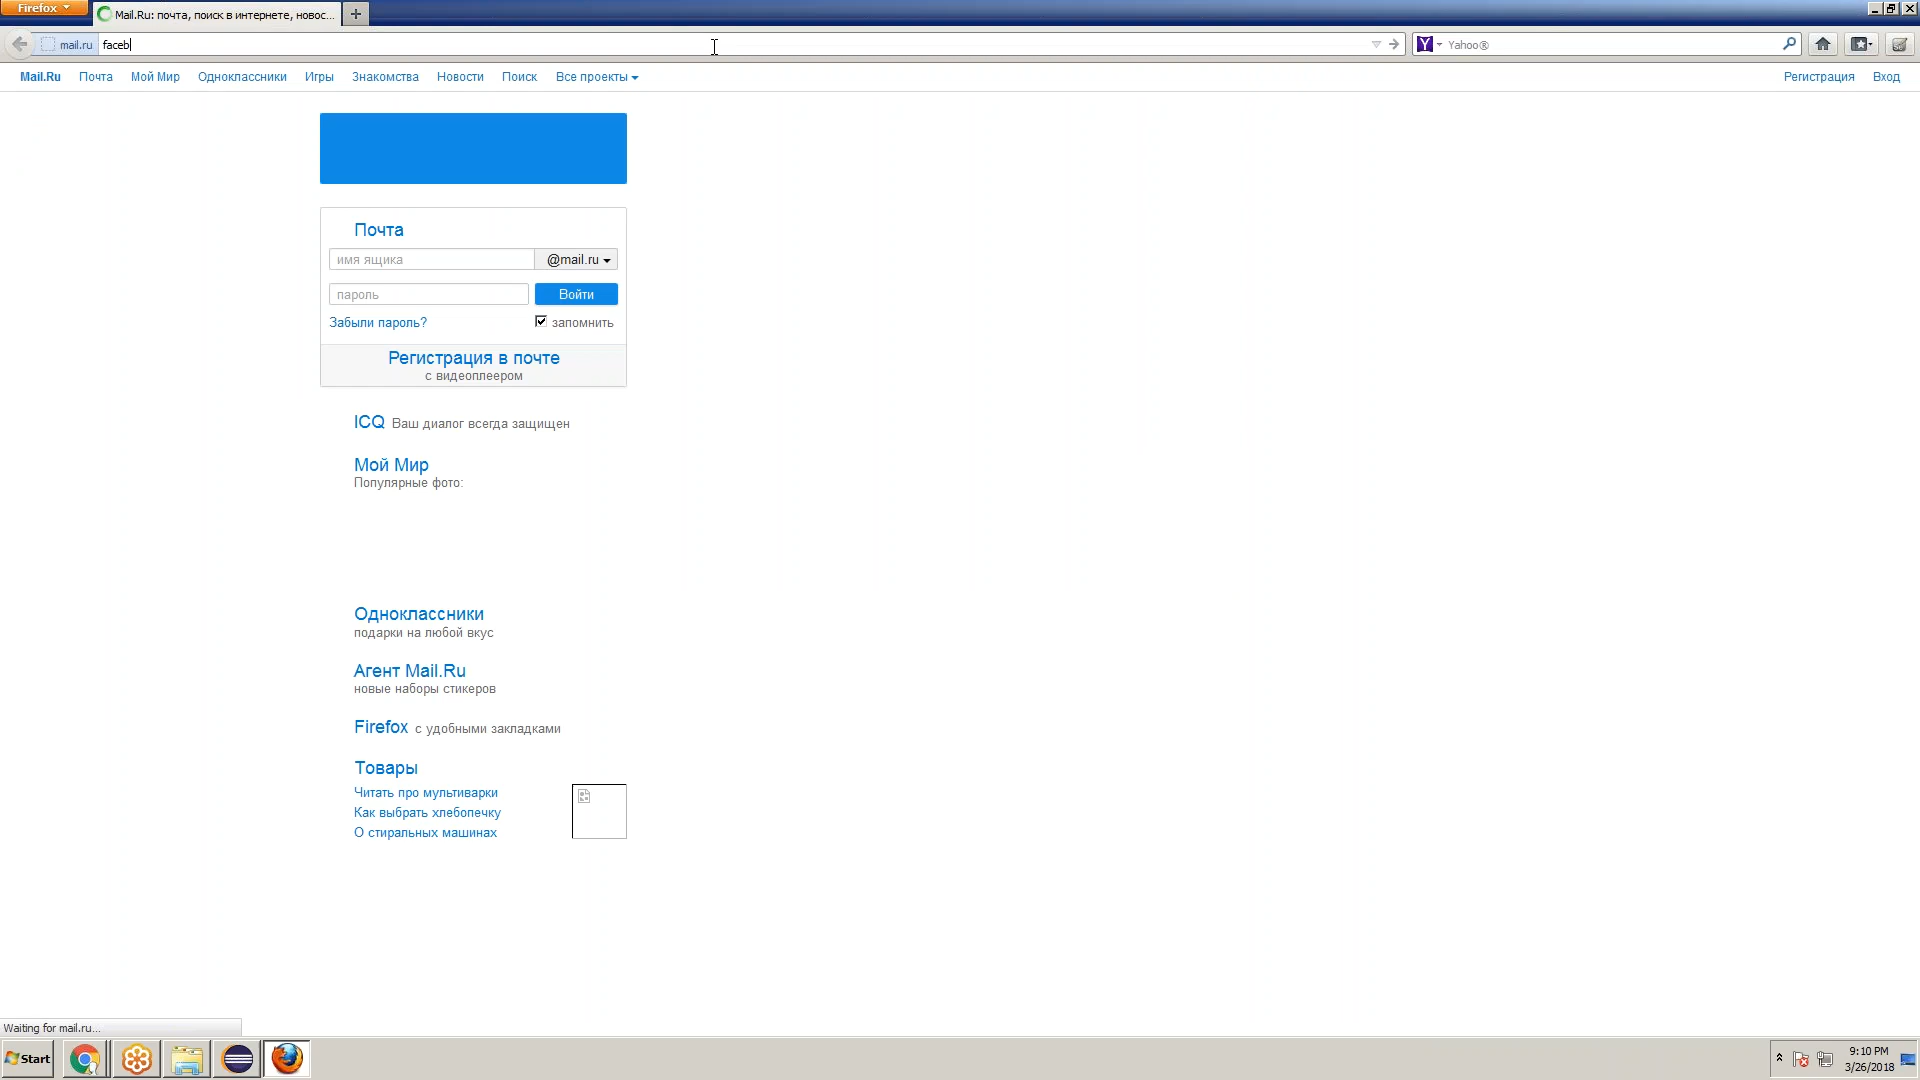 Firefox
Mail.Ru: почта, поиск в интернете, новос...
mail.ru faceb
Yahoo®
Mail.Ru Почта Мой Мир Одноклассники Игры Знакомства Новости Поиск Все проекты Регистрация Вход
Почта
имя ящика @mail.ru
пароль Войти
Забыли пароль? запомнить
Регистрация в почте
с видеоплеером
ICQ Ваш диалог всегда защищен
Мой Мир
Популярные фото:
Одноклассники
подарки на любой вкус
Агент Mail.Ru
новые наборы стикеров
Firefox с удобными закладками
Товары
Читать про мультиварки
Как выбрать хлебопечку
О стиральных машинах
Waiting for mail.ru...
Start
9:10 PM
3/26/2018